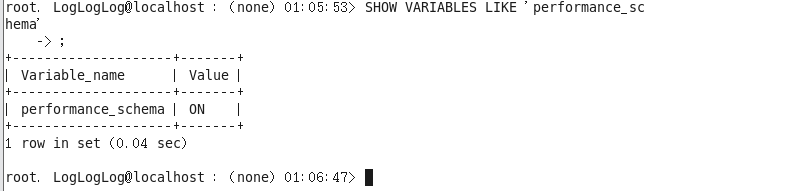 root. LogLogLog@localhost : (none) 01:05:53> SHOW VARIABLES LIKE 'performance_sc
hema'
    -> ;
+--------------------+-------+
| Variable_name      | Value |
+--------------------+-------+
| performance_schema | ON    |
+--------------------+-------+
1 row in set (0.04 sec)
root. LogLogLog@localhost : (none) 01:06:47>